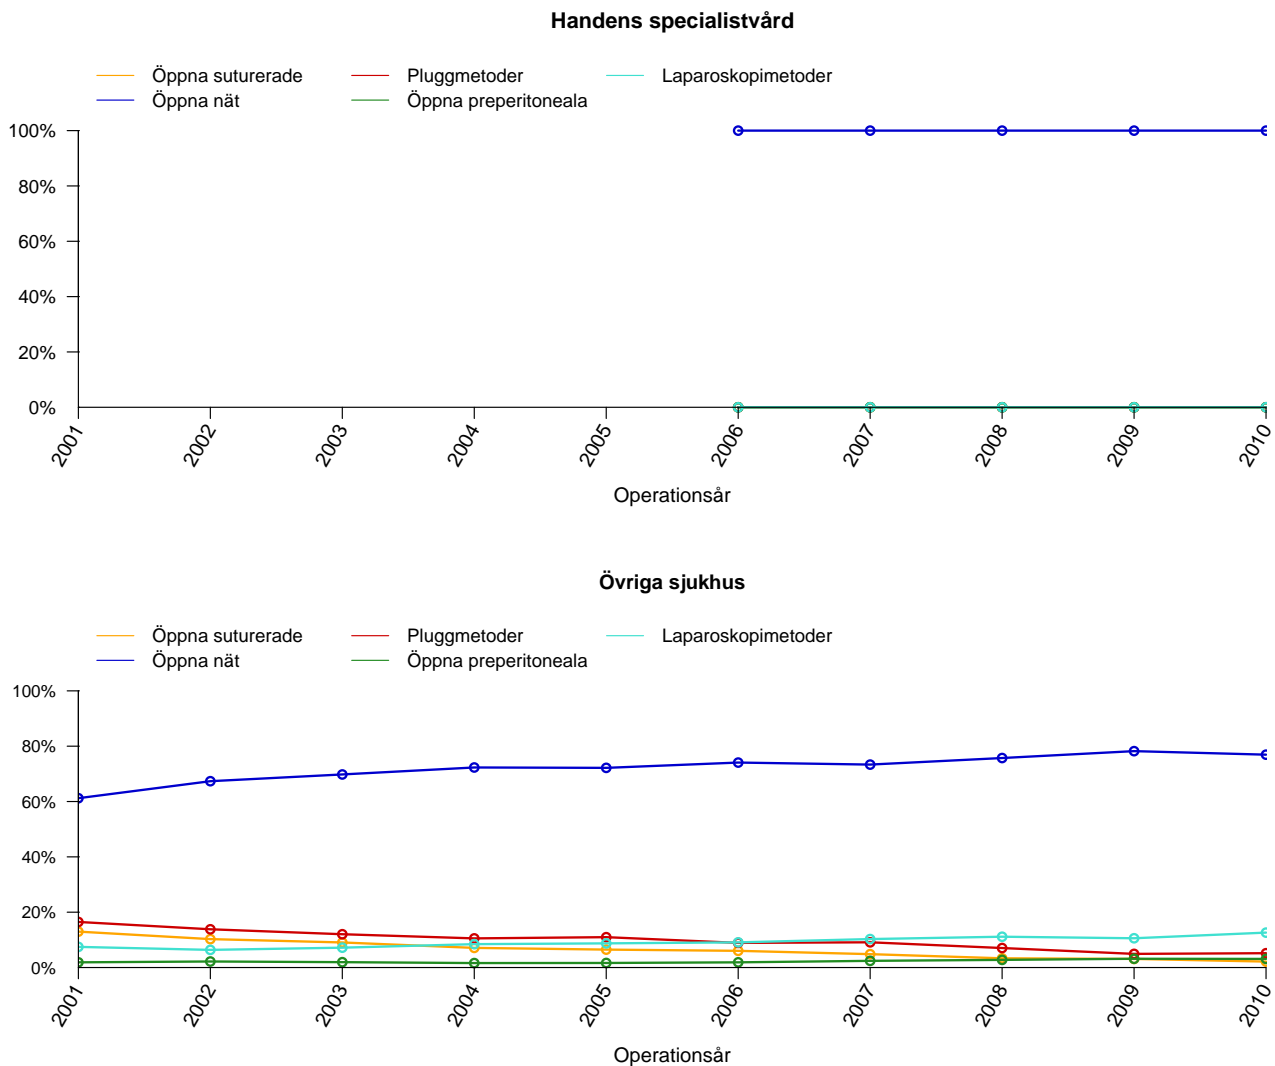 Handens specialistvård
Öppna suturerade Pluggmetoder Laparoskopimetoder
Öppna nät Öppna preperitoneala
100%
80%
60%
40%
20%
0%
2001 2002 2003 2004 2005 2006 2007 2008 2009 2010
Operationsår
Övriga sjukhus
Öppna suturerade Pluggmetoder Laparoskopimetoder
Öppna nät Öppna preperitoneala
100%
80%
60%
40%
20%
0%
2001 2002 2003 2004 2005 2006 2007 2008 2009 2010
Operationsår